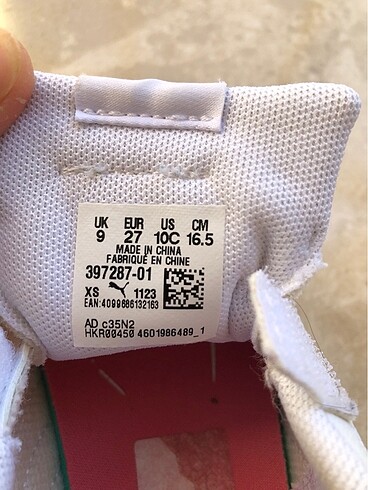 UK EUR US CM
9 27 10C 16.5
MADE IN CHINA
FABRIQUÉ EN CHINE
397287-01
XS 1123
EAN:4099686132163
AD c35N2
HKR00450 4601986489_1